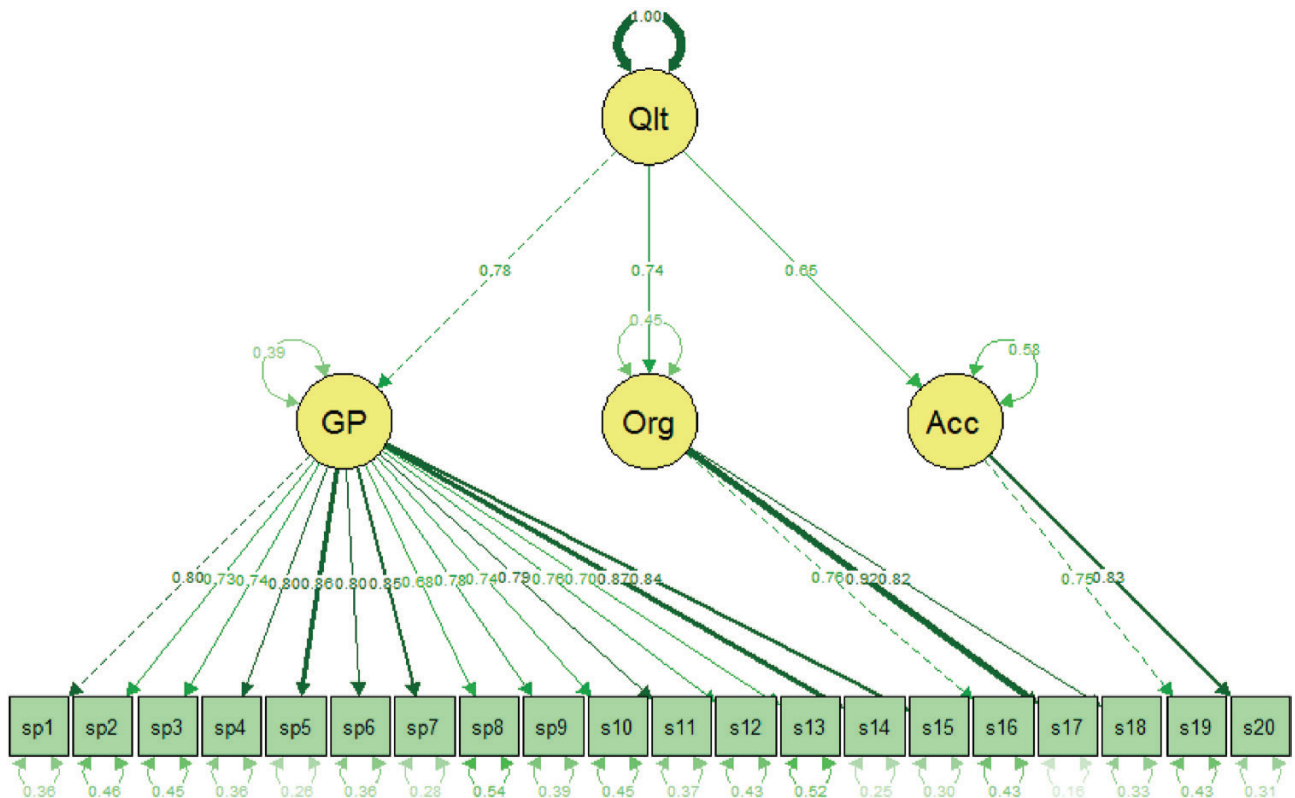 1.00
Qlt
0.78 0.74 0.65
0.39 0.45 0.58
GP Org Acc
0.80 0.73 0.74 0.80 0.86 0.80 0.85 0.68 0.78 0.74 0.79 0.76 0.70 0.87 0.84 0.76 0.92 0.82 0.75 0.83
sp1 sp2 sp3 sp4 sp5 sp6 sp7 sp8 sp9 s10 s11 s12 s13 s14 s15 s16 s17 s18 s19 s20
0.36 0.46 0.45 0.36 0.26 0.36 0.28 0.54 0.39 0.45 0.37 0.43 0.52 0.25 0.30 0.43 0.16 0.33 0.43 0.31